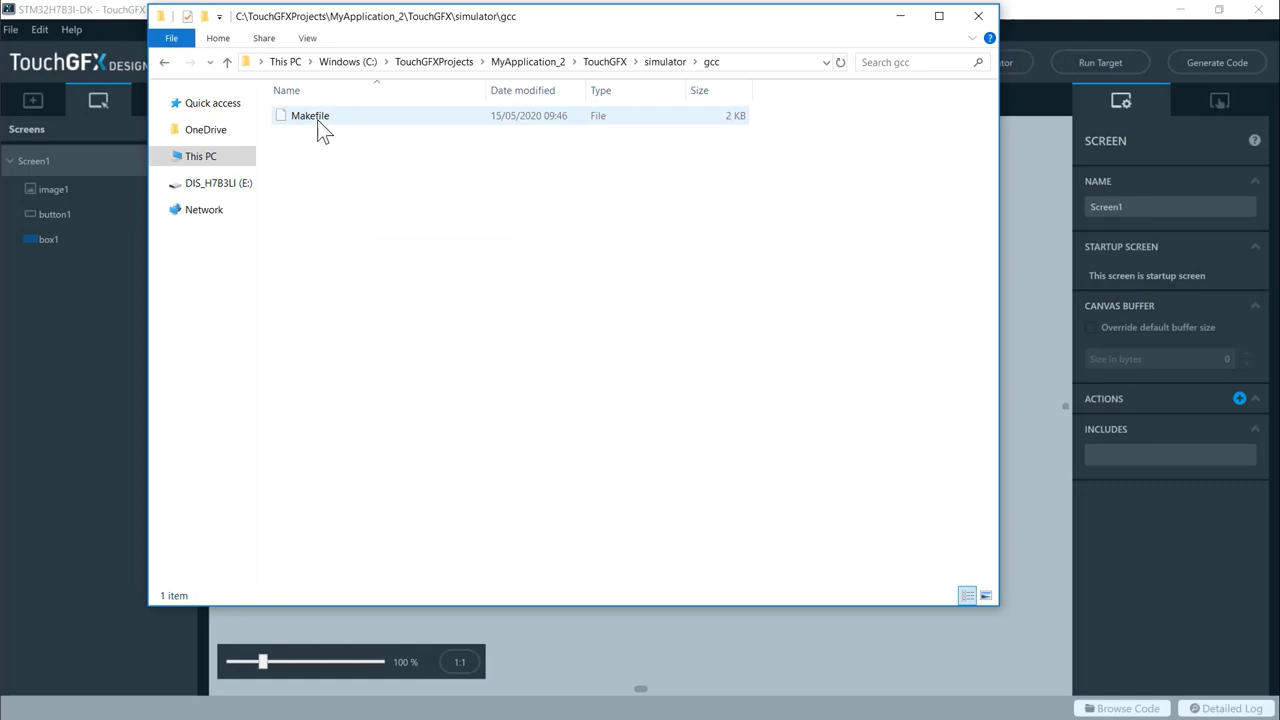 STM32H7B3I-DK - TouchGF
C:\TouchGFXProjects\MyApplication_2\TouchGFX\simulator\gcc
File Edit Help
File Home Share View
TouchGFX DESIGN
This PC > Windows (C:) > TouchGFXProjects > MyApplication_2 > TouchGFX > simulator > gcc
Search gcc
Run Target
Generate Code
Name Date modified Type Size
Makefile 15/05/2020 09:46 File 2 KB
Quick access
OneDrive
This PC
DIS_H7B3LI (E:)
Network
Screens
Screen1
image1
button1
box1
SCREEN
NAME
Screen1
STARTUP SCREEN
This screen is startup screen
CANVAS BUFFER
Override default buffer size
Size in bytes 0
ACTIONS
INCLUDES
1 item
100 %
1:1
Browse Code
Detailed Log